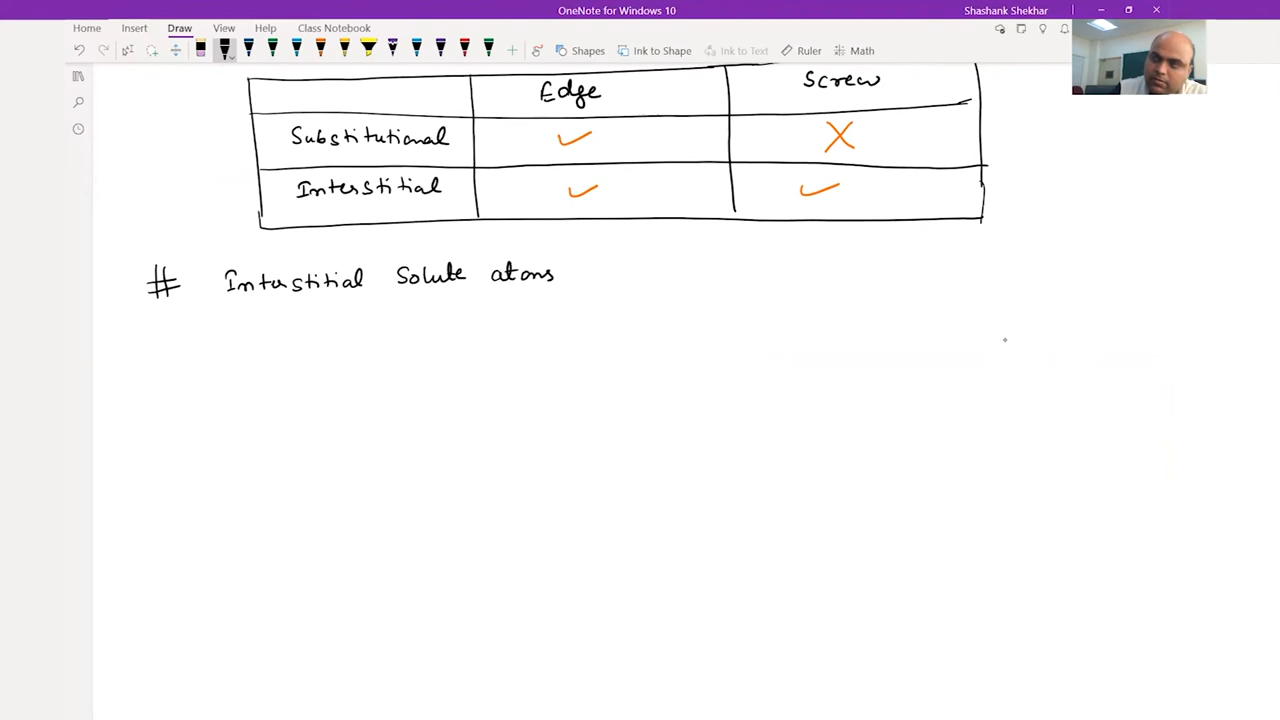 OneNote for Windows 10
Shashank Shekhar
Home Insert Draw View Help Class Notebook
Shapes Ink to Shape Ink to Text Ruler Math
Edge Screw
Substitutional ✓ X
Interstitial ✓ ✓
# Interstitial Solute atoms